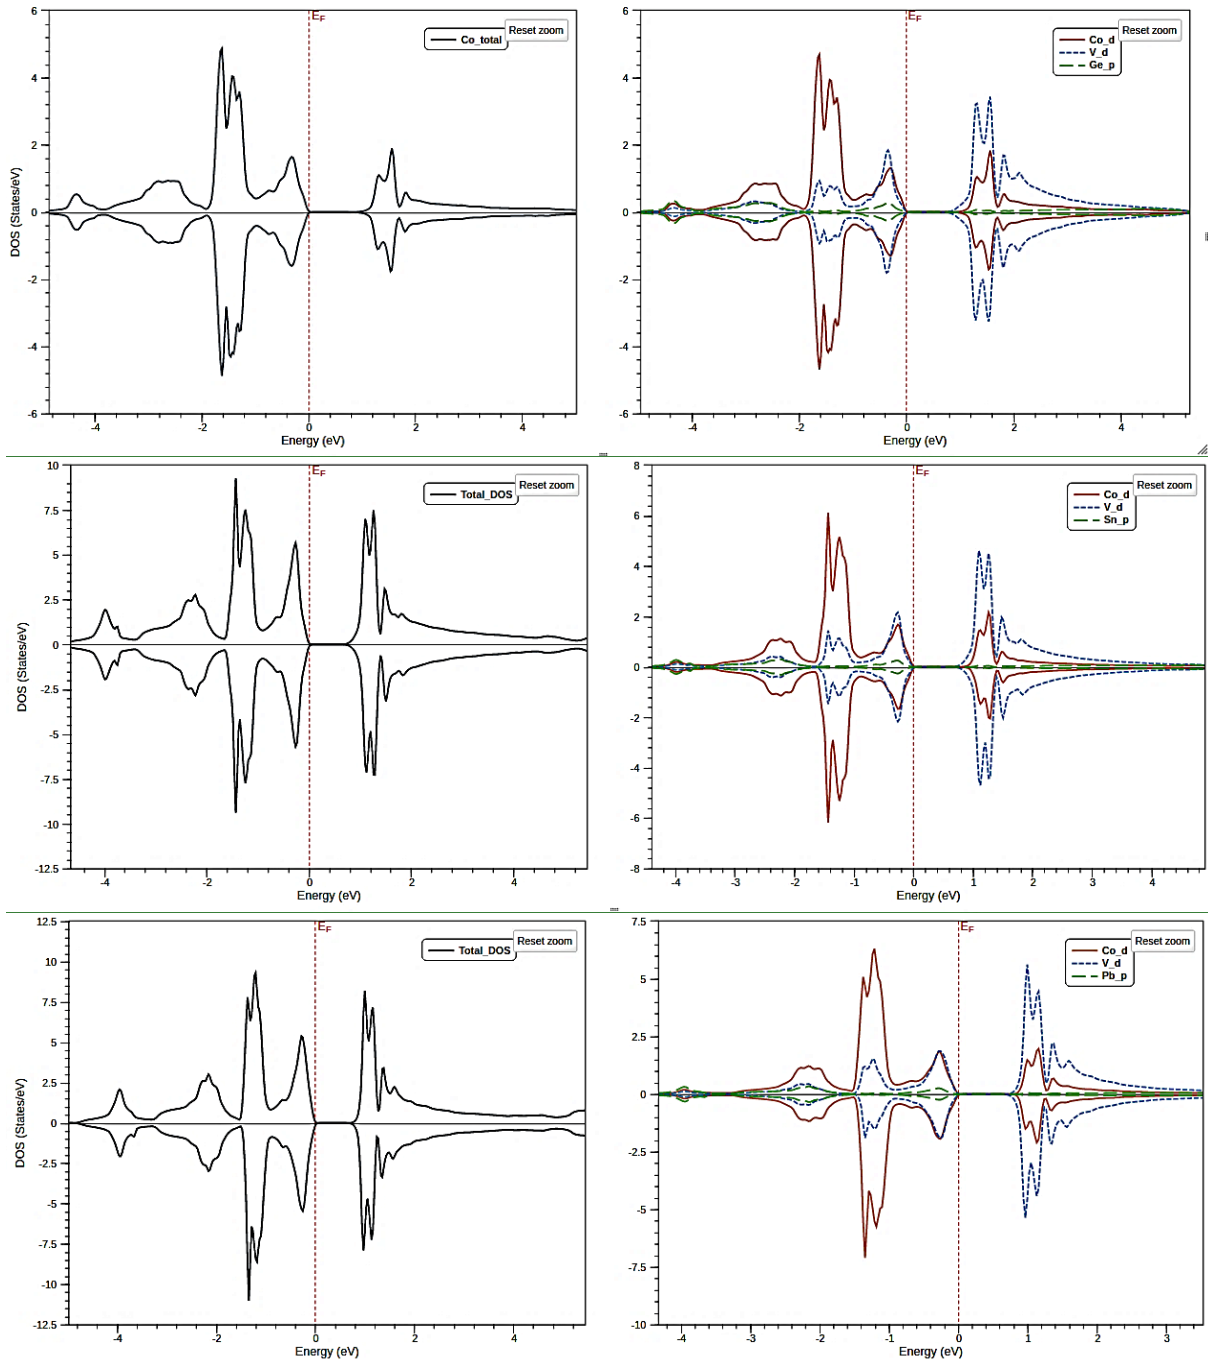 6
4
2
0
-2
-4
-6
-4
-2
0
2
4
DOS (States/eV)
Energy (eV)
E_F
Co_total
Reset zoom
6
4
2
0
-2
-4
-6
-4
-2
0
2
4
Energy (eV)
E_F
Co_d
V_d
Ge_p
Reset zoom
10
7.5
5
2.5
0
-2.5
-5
-7.5
-10
-12.5
-4
-2
0
2
4
DOS (States/eV)
Energy (eV)
E_F
Total_DOS
Reset zoom
8
6
4
2
0
-2
-4
-6
-8
-4
-3
-2
-1
0
1
2
3
4
Energy (eV)
E_F
Co_d
V_d
Sn_p
Reset zoom
12.5
10
7.5
5
2.5
0
-2.5
-5
-7.5
-10
-12.5
-4
-2
0
2
4
DOS (States/eV)
Energy (eV)
E_F
Total_DOS
Reset zoom
7.5
5
2.5
0
-2.5
-5
-7.5
-10
-4
-3
-2
-1
0
1
2
3
Energy (eV)
E_F
Co_d
V_d
Pb_p
Reset zoom